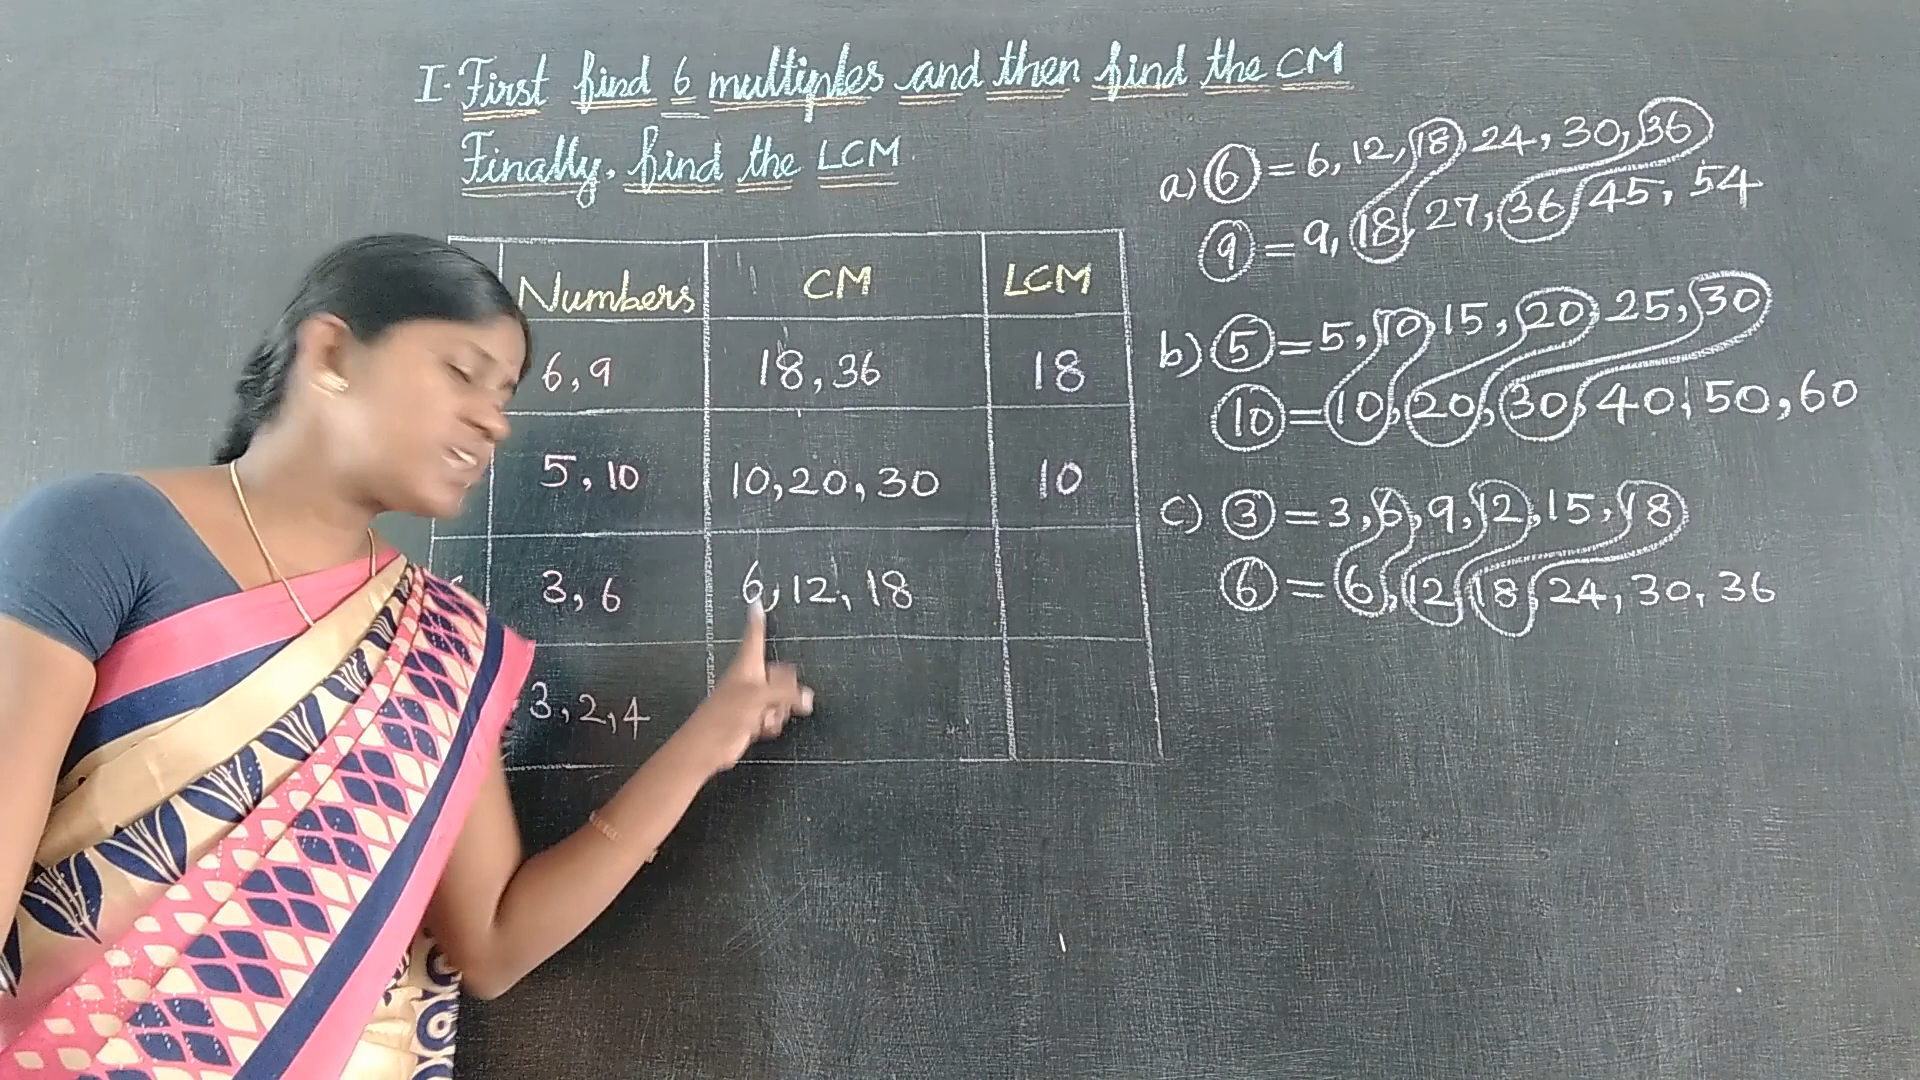 I. First find 6 multiples and then find the CM
Finally, find the LCM.
Numbers CM LCM
6,9 18,36 18
5,10 10,20,30 10
3,6 6,12,18
3,2,4
a) 6 = 6, 12, 18, 24, 30, 36
9 = 9, 18, 27, 36, 45, 54
b) 5 = 5, 10, 15, 20, 25, 30
10 = 10, 20, 30, 40, 50, 60
c) 3 = 3, 6, 9, 12, 15, 18
6 = 6, 12, 18, 24, 30, 36